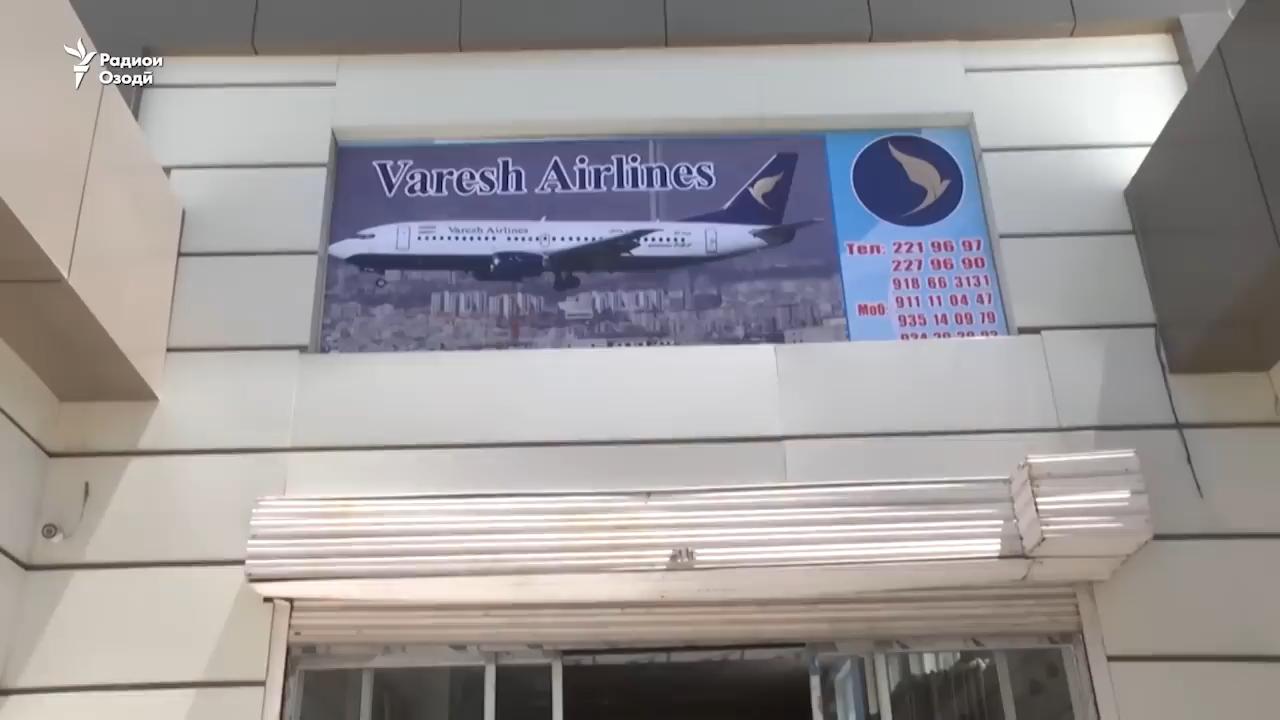 Радиои
Озодӣ
Varesh Airlines
Varesh Airlines
Тел: 221 96 97
227 96 90
918 66 3131
Моб: 911 11 04 47
935 14 09 79